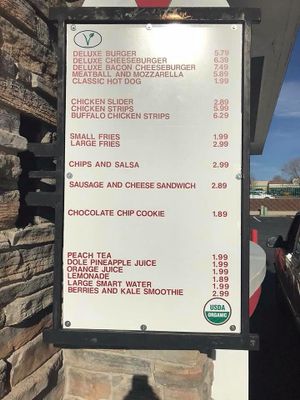 DELUXE BURGER 5.79
DELUXE CHEESEBURGER 6.39
DELUXE BACON CHEESEBURGER 7.49
MEATBALL AND MOZZARELLA 5.89
CLASSIC HOT DOG 1.99
CHICKEN SLIDER 2.89
CHICKEN STRIPS 5.99
BUFFALO CHICKEN STRIPS 6.29
SMALL FRIES 1.99
LARGE FRIES 2.99
CHIPS AND SALSA 2.99
SAUSAGE AND CHEESE SANDWICH 2.89
CHOCOLATE CHIP COOKIE 1.89
PEACH TEA 1.99
DOLE PINEAPPLE JUICE 1.99
ORANGE JUICE 1.99
LEMONADE 1.89
LARGE SMART WATER 1.99
BERRIES AND KALE SMOOTHIE 2.99
USDA
ORGANIC